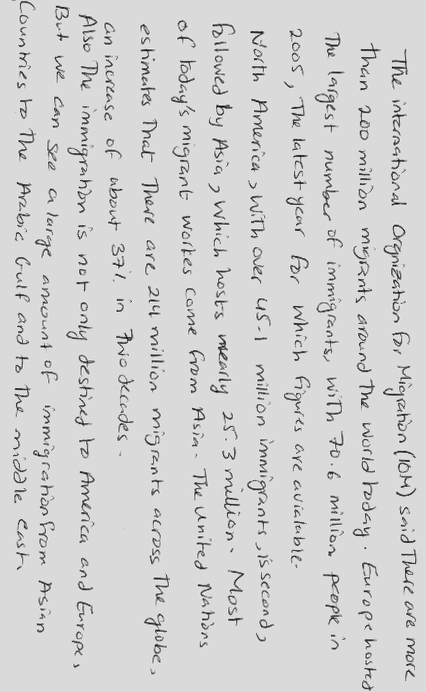 The international Orgnization for Migration (IOM) said There are more
than 200 million migrants around The world today. Europe hosted
The largest number of immigrants, with 70.6 million people in
2005, The latest year for which figures are avialable.
North America, with over 45.1 million immigrants, is second,
followed by Asia, which hosts nearly 25.3 million. Most
of today's migrant workes come from Asia. The united Nations
estimates That There are 214 million migrants across The globe,
an increase of about 37% in Two decades.
Also The immigration is not only destined to America and Europe,
But we can see a large amount of immigration from Asian
Countries to The Arabic Gulf and to The middle east.